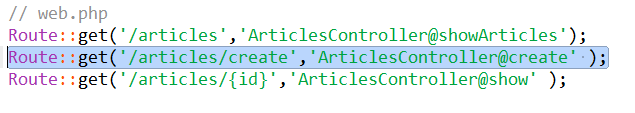 // web.php
Route::get('/articles','ArticlesController@showArticles');
Route::get('/articles/create','ArticlesController@create' );
Route::get('/articles/{id}','ArticlesController@show' );